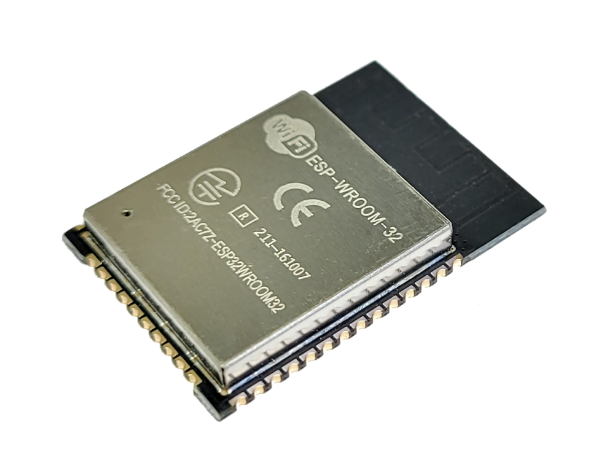 WiFi
ESP-WROOM-32
CE
R 211-161007
FCC ID:2AC7Z-ESP32WROOM32